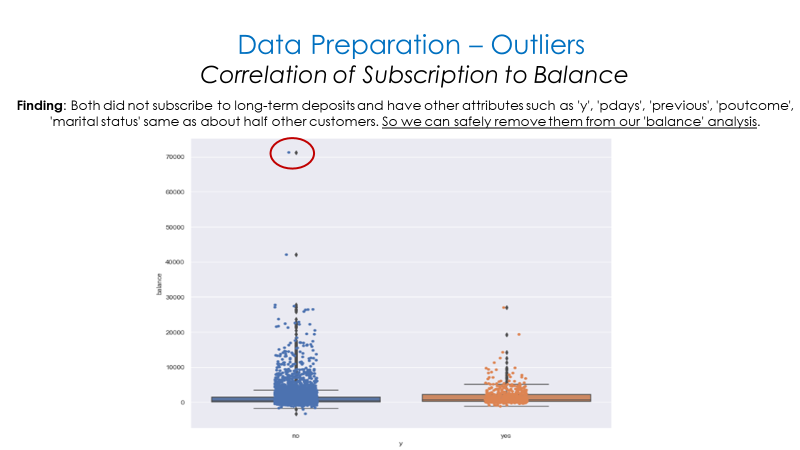 Data Preparation – Outliers
Correlation of Subscription to Balance
Finding: Both did not subscribe to long-term deposits and have other attributes such as 'y', 'pdays', 'previous', 'poutcome',
'marital status' same as about half other customers. So we can safely remove them from our 'balance' analysis.
70000
60000
50000
40000
30000
20000
10000
0
balance
no
yes
y